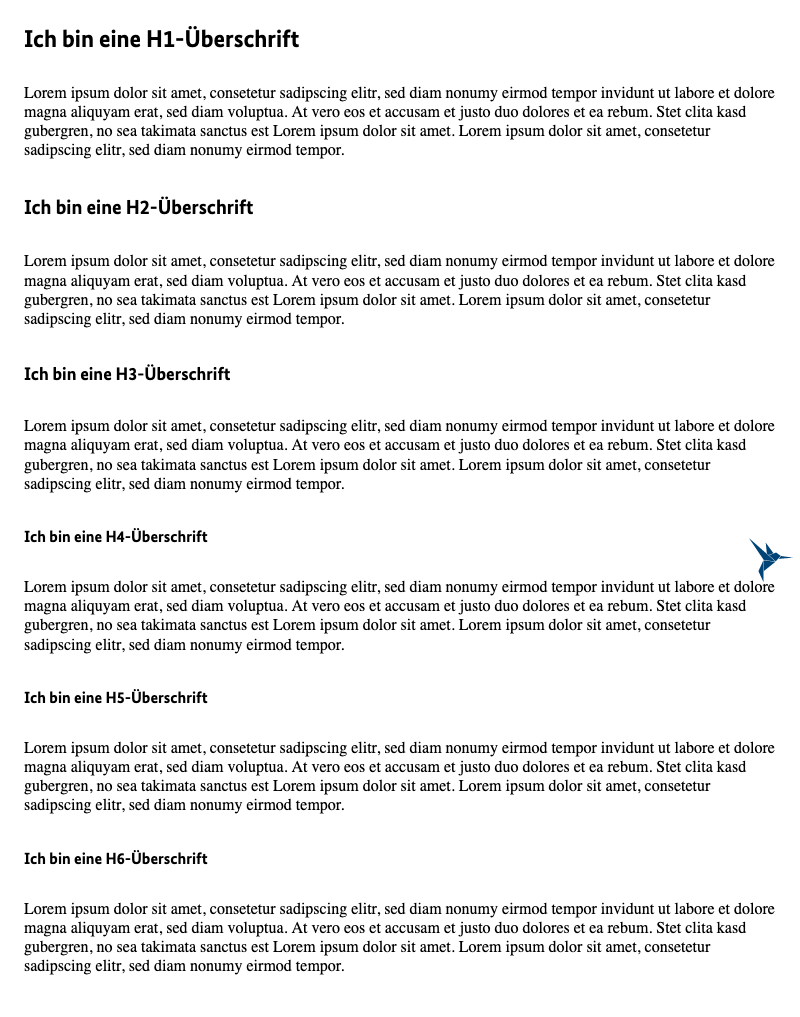 Ich bin eine H1-Überschrift
Lorem ipsum dolor sit amet, consetetur sadipscing elitr, sed diam nonumy eirmod tempor invidunt ut labore et dolore
magna aliquyam erat, sed diam voluptua. At vero eos et accusam et justo duo dolores et ea rebum. Stet clita kasd
gubergren, no sea takimata sanctus est Lorem ipsum dolor sit amet. Lorem ipsum dolor sit amet, consetetur
sadipscing elitr, sed diam nonumy eirmod tempor.
Ich bin eine H2-Überschrift
Lorem ipsum dolor sit amet, consetetur sadipscing elitr, sed diam nonumy eirmod tempor invidunt ut labore et dolore
magna aliquyam erat, sed diam voluptua. At vero eos et accusam et justo duo dolores et ea rebum. Stet clita kasd
gubergren, no sea takimata sanctus est Lorem ipsum dolor sit amet. Lorem ipsum dolor sit amet, consetetur
sadipscing elitr, sed diam nonumy eirmod tempor.
Ich bin eine H3-Überschrift
Lorem ipsum dolor sit amet, consetetur sadipscing elitr, sed diam nonumy eirmod tempor invidunt ut labore et dolore
magna aliquyam erat, sed diam voluptua. At vero eos et accusam et justo duo dolores et ea rebum. Stet clita kasd
gubergren, no sea takimata sanctus est Lorem ipsum dolor sit amet. Lorem ipsum dolor sit amet, consetetur
sadipscing elitr, sed diam nonumy eirmod tempor.
Ich bin eine H4-Überschrift
Lorem ipsum dolor sit amet, consetetur sadipscing elitr, sed diam nonumy eirmod tempor invidunt ut labore et dolore
magna aliquyam erat, sed diam voluptua. At vero eos et accusam et justo duo dolores et ea rebum. Stet clita kasd
gubergren, no sea takimata sanctus est Lorem ipsum dolor sit amet. Lorem ipsum dolor sit amet, consetetur
sadipscing elitr, sed diam nonumy eirmod tempor.
Ich bin eine H5-Überschrift
Lorem ipsum dolor sit amet, consetetur sadipscing elitr, sed diam nonumy eirmod tempor invidunt ut labore et dolore
magna aliquyam erat, sed diam voluptua. At vero eos et accusam et justo duo dolores et ea rebum. Stet clita kasd
gubergren, no sea takimata sanctus est Lorem ipsum dolor sit amet. Lorem ipsum dolor sit amet, consetetur
sadipscing elitr, sed diam nonumy eirmod tempor.
Ich bin eine H6-Überschrift
Lorem ipsum dolor sit amet, consetetur sadipscing elitr, sed diam nonumy eirmod tempor invidunt ut labore et dolore
magna aliquyam erat, sed diam voluptua. At vero eos et accusam et justo duo dolores et ea rebum. Stet clita kasd
gubergren, no sea takimata sanctus est Lorem ipsum dolor sit amet. Lorem ipsum dolor sit amet, consetetur
sadipscing elitr, sed diam nonumy eirmod tempor.